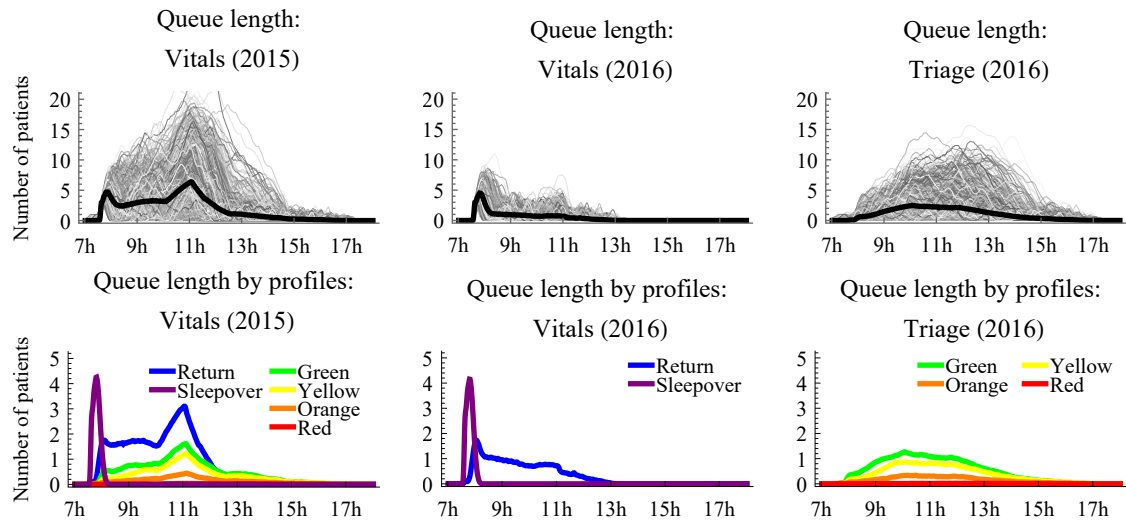 Queue length:
Vitals (2015)
Number of patients
20
15
10
5
0
7h 9h 11h 13h 15h 17h
Queue length:
Vitals (2016)
20
15
10
5
0
7h 9h 11h 13h 15h 17h
Queue length:
Triage (2016)
20
15
10
5
0
7h 9h 11h 13h 15h 17h
Queue length by profiles:
Vitals (2015)
Number of patients
5
4
3
2
1
0
Return Green
Sleepover Yellow
Orange
Red
7h 9h 11h 13h 15h 17h
Queue length by profiles:
Vitals (2016)
5
4
3
2
1
0
Return
Sleepover
7h 9h 11h 13h 15h 17h
Queue length by profiles:
Triage (2016)
5
4
3
2
1
0
Green Yellow
Orange Red
7h 9h 11h 13h 15h 17h